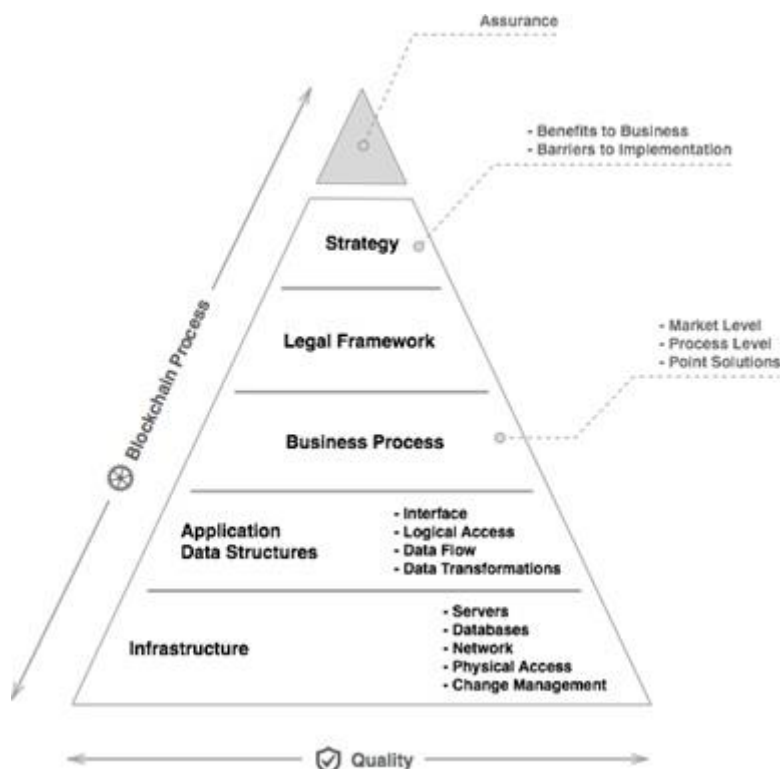 Assurance
- Benefits to Business
- Barriers to Implementation
Strategy
- Market Level
- Process Level
- Point Solutions
Legal Framework
Blockchain Process
Business Process
Application
Data Structures
- Interface
- Logical Access
- Data Flow
- Data Transformations
Infrastructure
- Servers
- Databases
- Network
- Physical Access
- Change Management
Quality